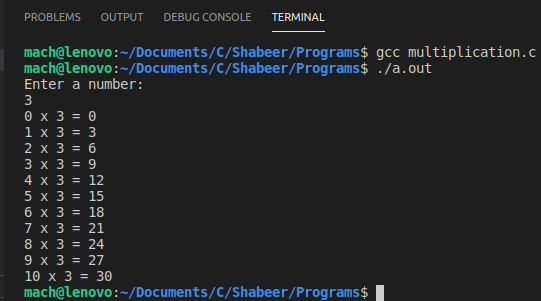 PROBLEMS OUTPUT DEBUG CONSOLE TERMINAL
mach@lenovo:~/Documents/C/Shabeer/Programs$ gcc multiplication.c
mach@lenovo:~/Documents/C/Shabeer/Programs$ ./a.out
Enter a number:
3
0 x 3 = 0
1 x 3 = 3
2 x 3 = 6
3 x 3 = 9
4 x 3 = 12
5 x 3 = 15
6 x 3 = 18
7 x 3 = 21
8 x 3 = 24
9 x 3 = 27
10 x 3 = 30
mach@lenovo:~/Documents/C/Shabeer/Programs$